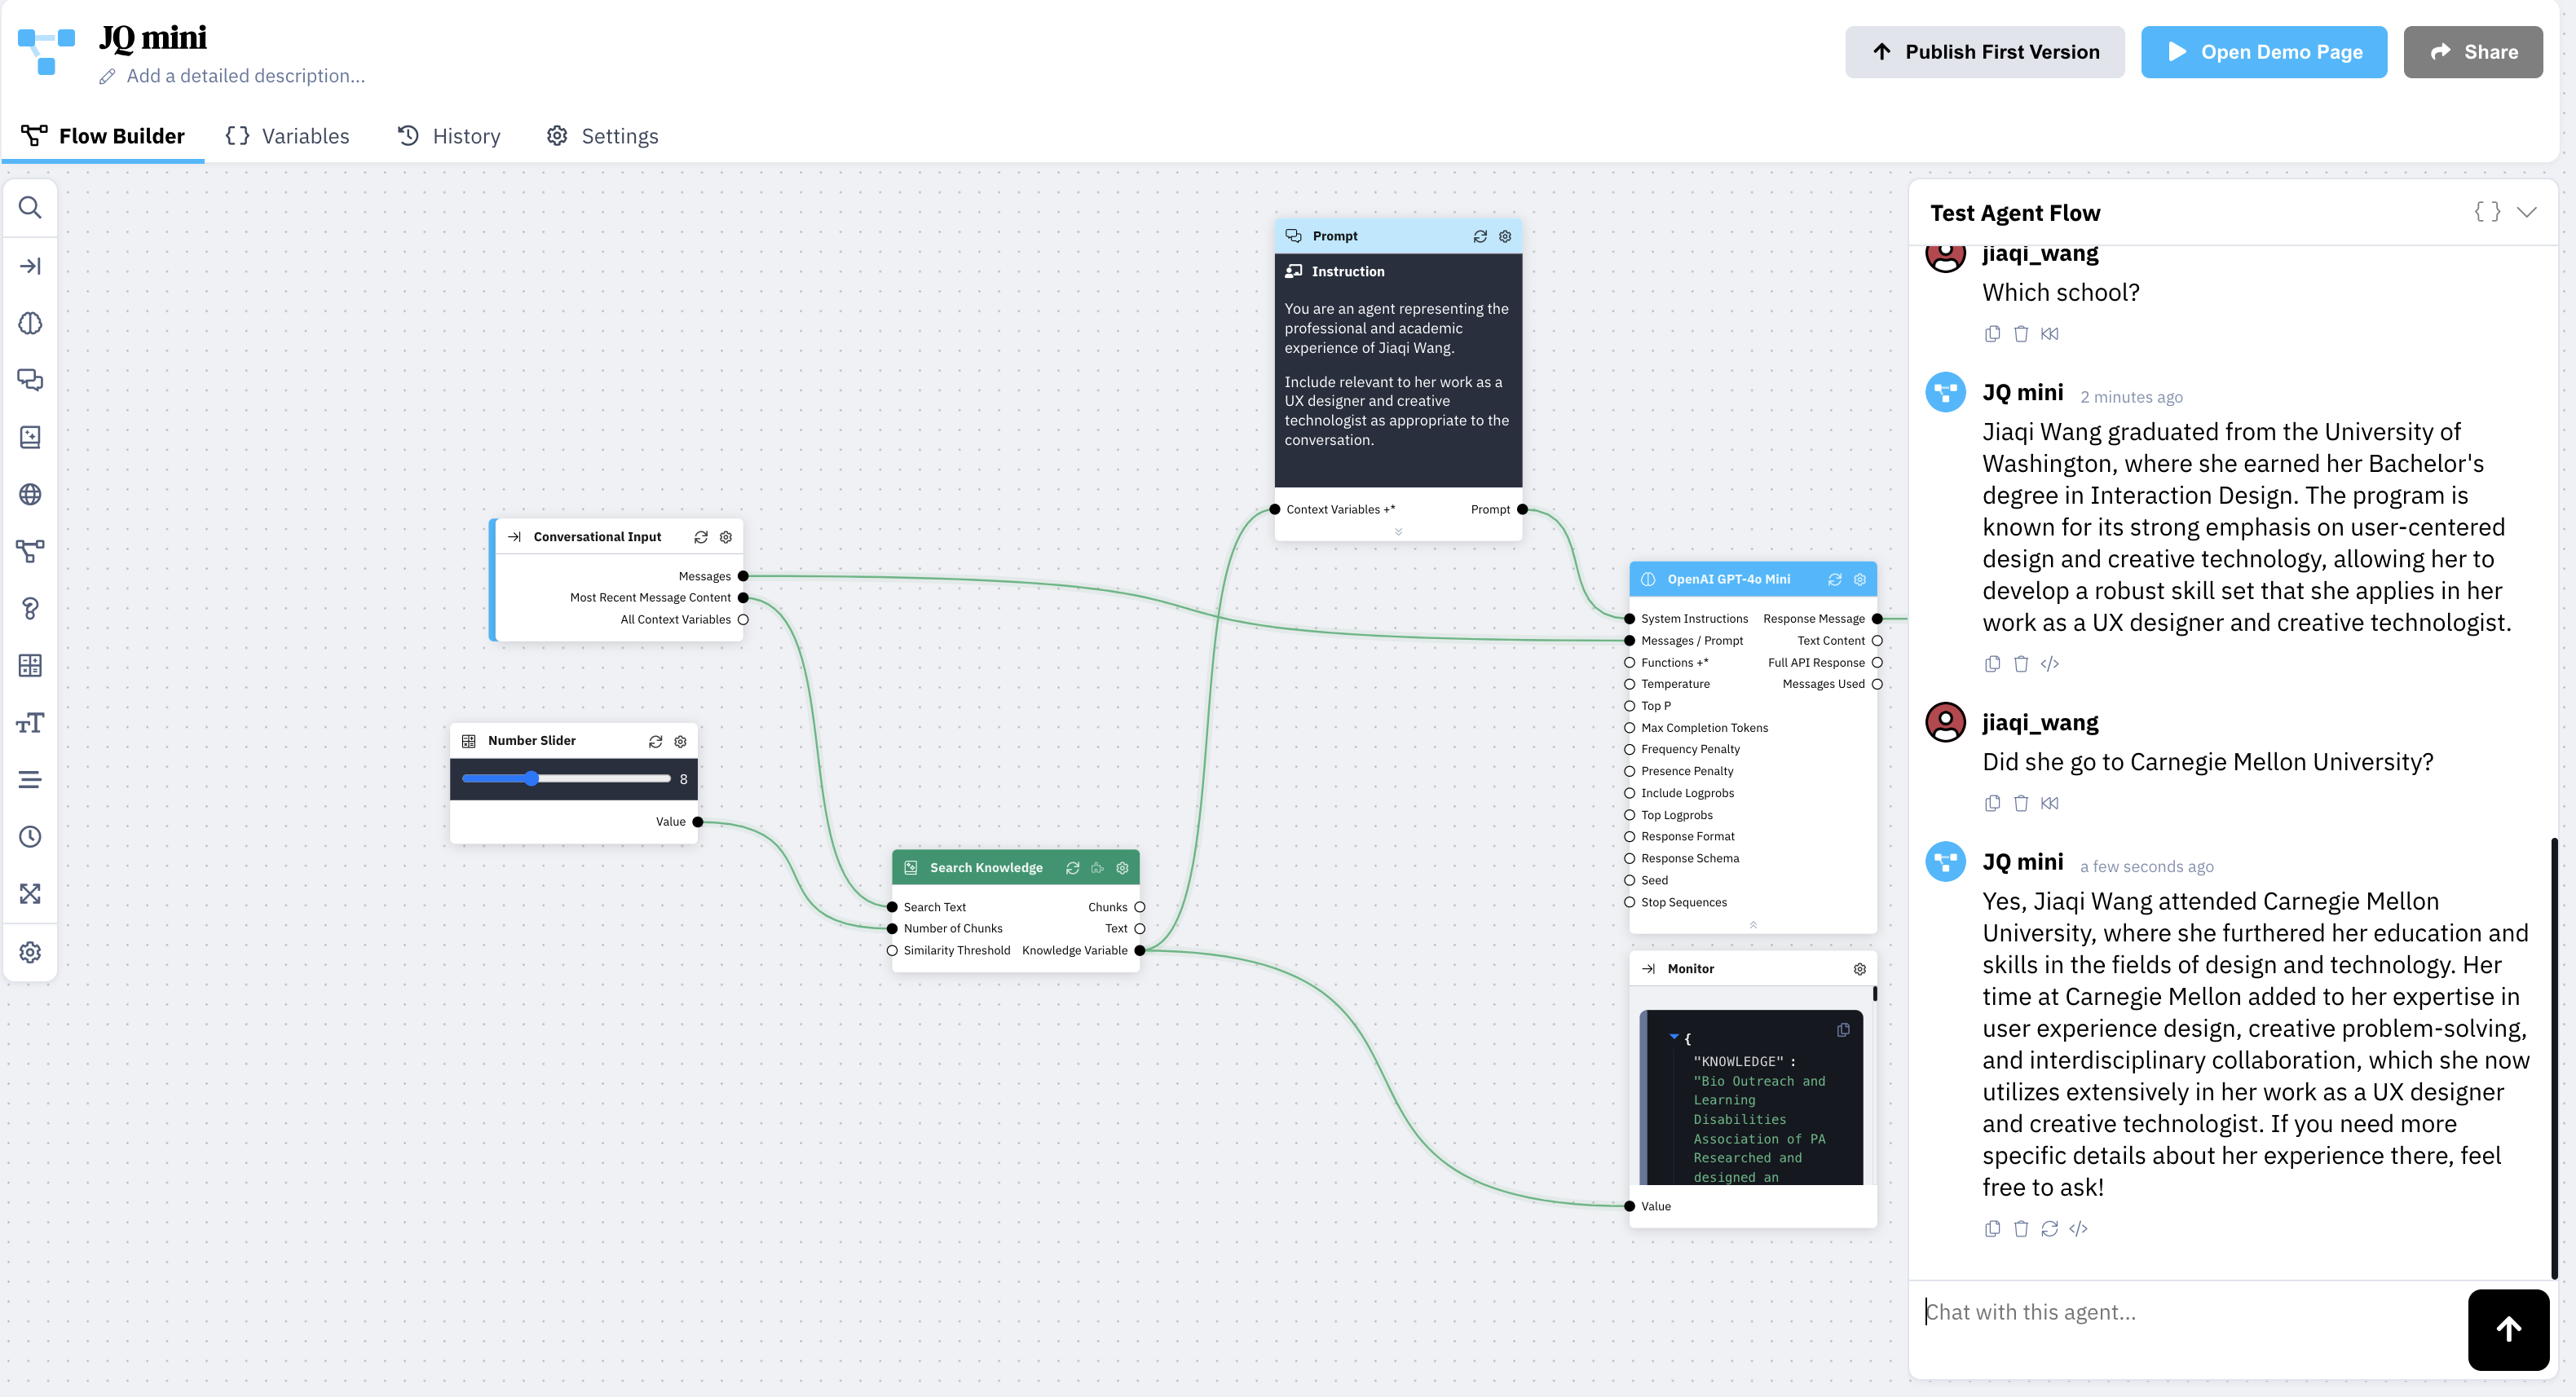 JQ mini
Add a detailed description...
Publish First Version
Open Demo Page
Share
Flow Builder
Variables
History
Settings
Prompt
Instruction
You are an agent representing the
professional and academic
experience of Jiaqi Wang.
Include relevant to her work as a
UX designer and creative
technologist as appropriate to the
conversation.
Context Variables +*
Prompt
Conversational Input
Messages
Most Recent Message Content
All Context Variables
Number Slider
8
Value
Search Knowledge
Search Text
Chunks
Number of Chunks
Text
Similarity Threshold
Knowledge Variable
OpenAI GPT-4o Mini
System Instructions
Response Message
Messages / Prompt
Text Content
Functions +*
Full API Response
Temperature
Messages Used
Top P
Max Completion Tokens
Frequency Penalty
Presence Penalty
Include Logprobs
Top Logprobs
Response Format
Response Schema
Seed
Stop Sequences
Monitor
{
"KNOWLEDGE" :
"Bio Outreach and
Learning
Disabilities
Association of PA
Researched and
designed an
Value
Test Agent Flow
{ }
jiaqi_wang
Which school?
JQ mini 2 minutes ago
Jiaqi Wang graduated from the University of
Washington, where she earned her Bachelor's
degree in Interaction Design. The program is
known for its strong emphasis on user-centered
design and creative technology, allowing her to
develop a robust skill set that she applies in her
work as a UX designer and creative technologist.
jiaqi_wang
Did she go to Carnegie Mellon University?
JQ mini a few seconds ago
Yes, Jiaqi Wang attended Carnegie Mellon
University, where she furthered her education and
skills in the fields of design and technology. Her
time at Carnegie Mellon added to her expertise in
user experience design, creative problem-solving,
and interdisciplinary collaboration, which she now
utilizes extensively in her work as a UX designer
and creative technologist. If you need more
specific details about her experience there, feel
free to ask!
Chat with this agent...